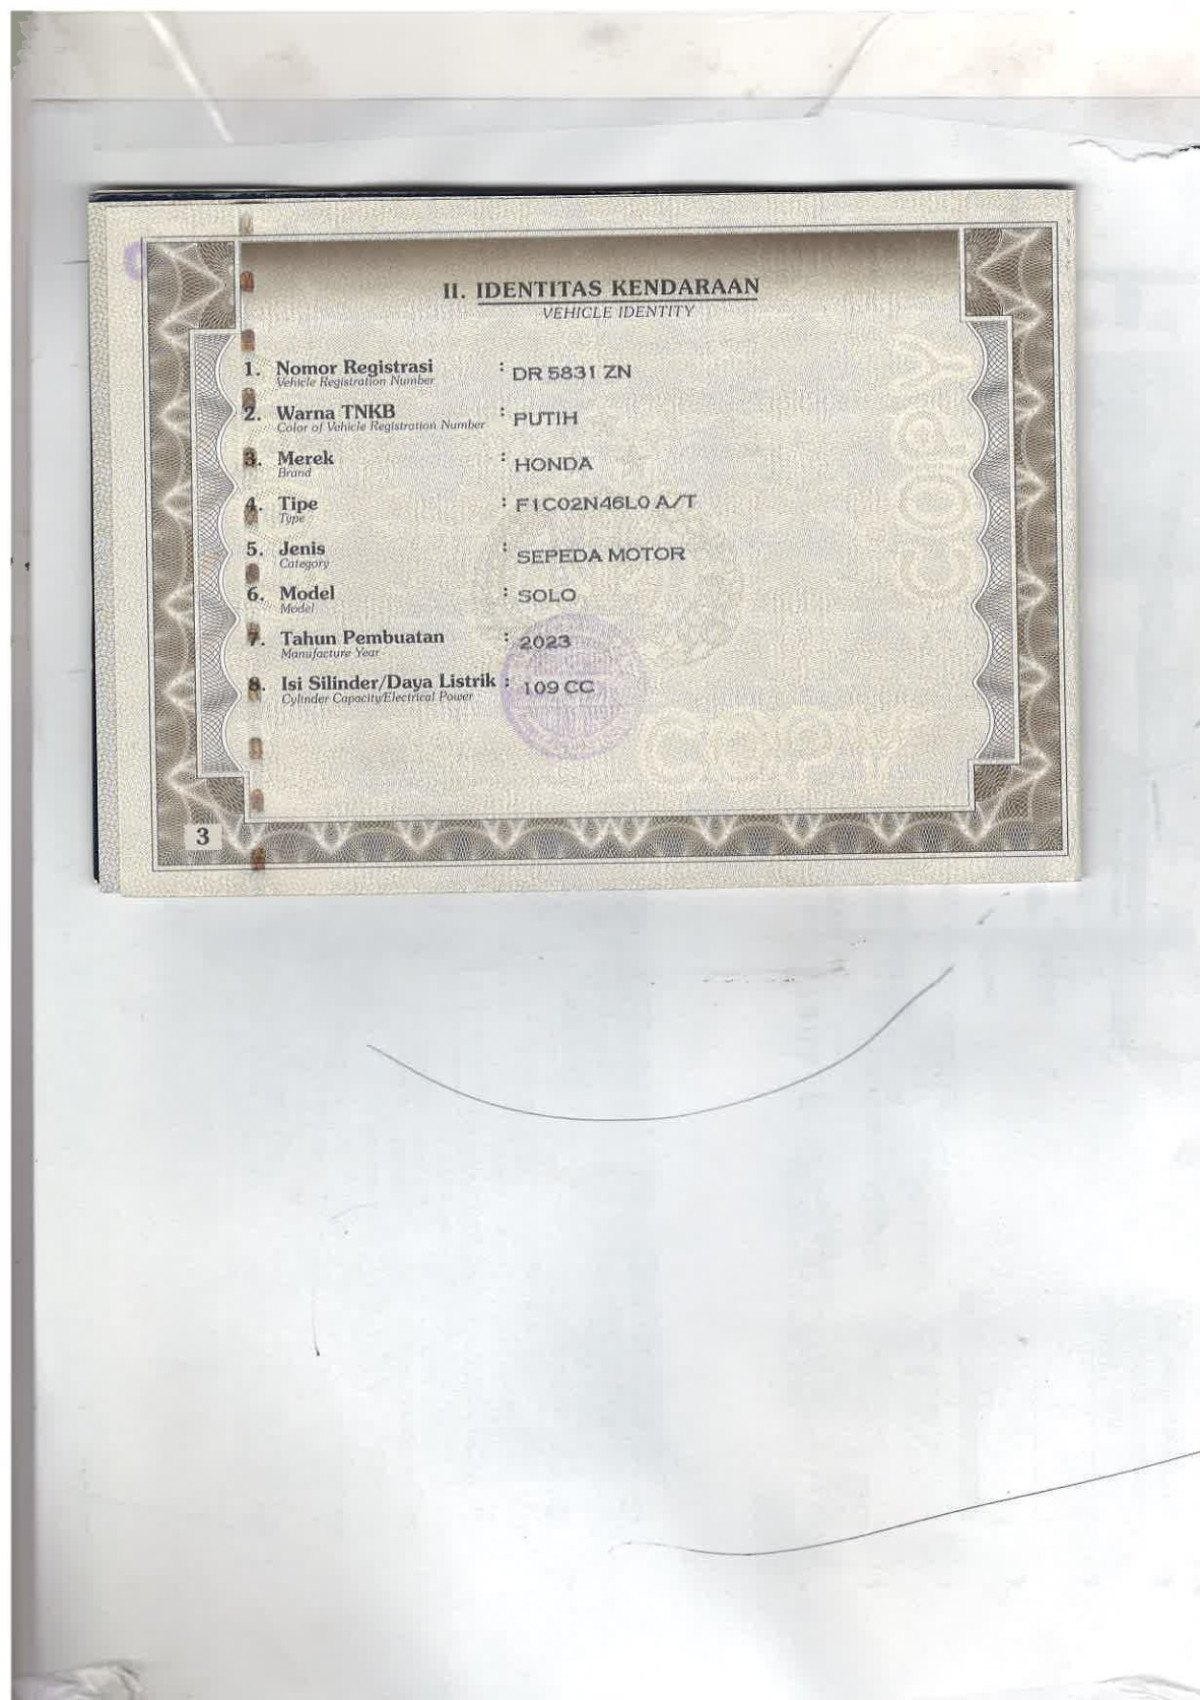 II. IDENTITAS KENDARAAN
VEHICLE IDENTITY
1. Nomor Registrasi : DR 5831 ZN
Vehicle Registration Number
2. Warna TNKB : PUTIH
Color of Vehicle Registration Number
3. Merek : HONDA
Brand
4. Tipe : F1C02N46L0 A/T
Type
5. Jenis : SEPEDA MOTOR
Category
6. Model : SOLO
Model
7. Tahun Pembuatan : 2023
Manufacture Year
8. Isi Silinder/Daya Listrik : 109 CC
Cylinder Capacity/Electrical Power
COPY
COPY
3